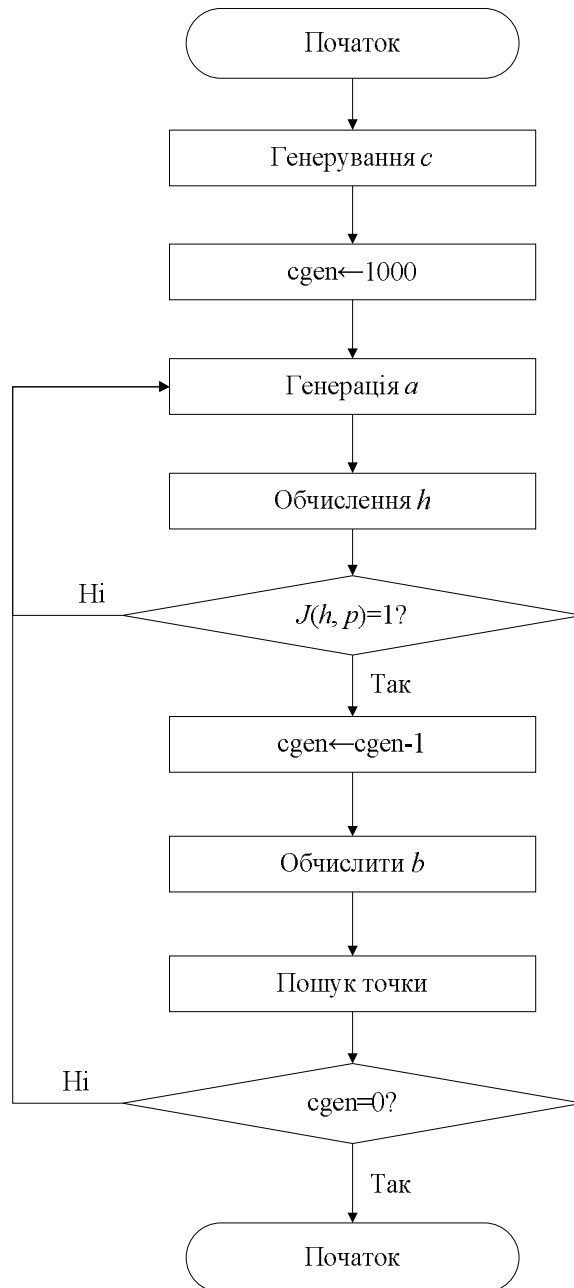 Початок
Генерування c
cgen←1000
Генерація a
Обчислення h
Ні
J(h, p)=1?
Так
cgen←cgen-1
Обчислити b
Пошук точки
Ні
cgen=0?
Так
Початок